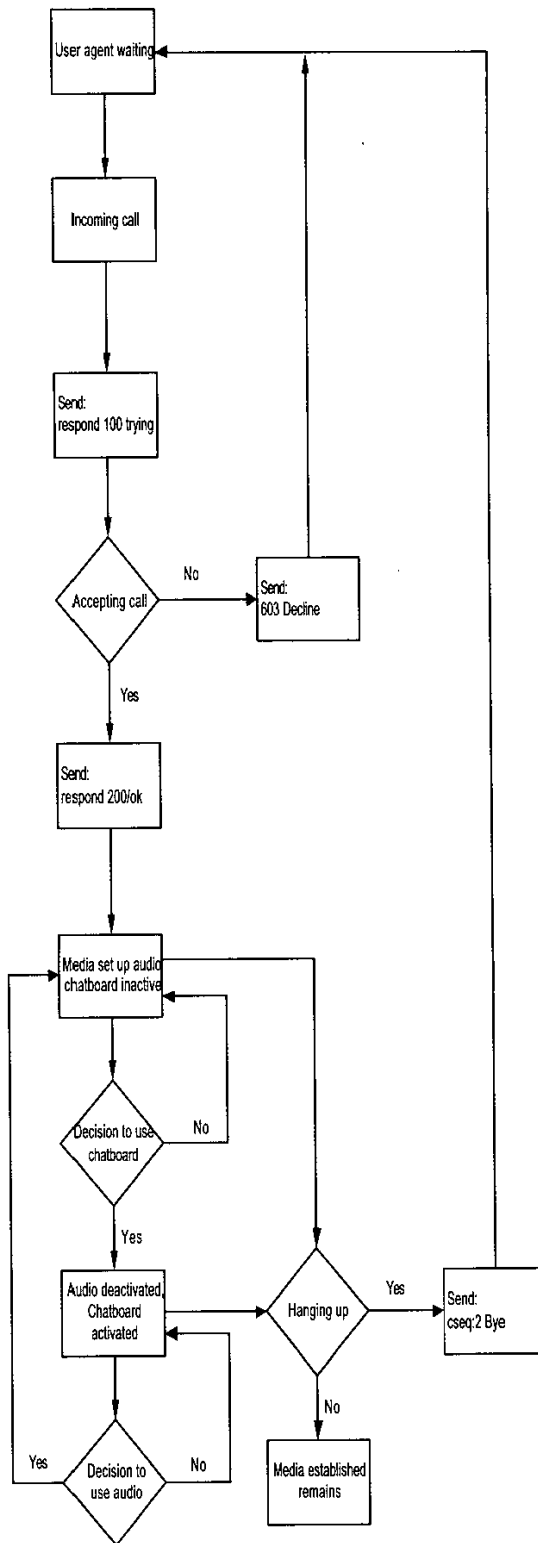 User agent waiting
Incoming call
Send:
respond 100 trying
Accepting call
No
Send:
603 Decline
Yes
Send:
respond 200/ok
Media set up audio
chatboard inactive
Decision to use
chatboard
No
Yes
Audio deactivated,
Chatboard
activated
Hanging up
Yes
Send:
cseq:2 Bye
No
Yes
Decision to
use audio
No
Media established
remains